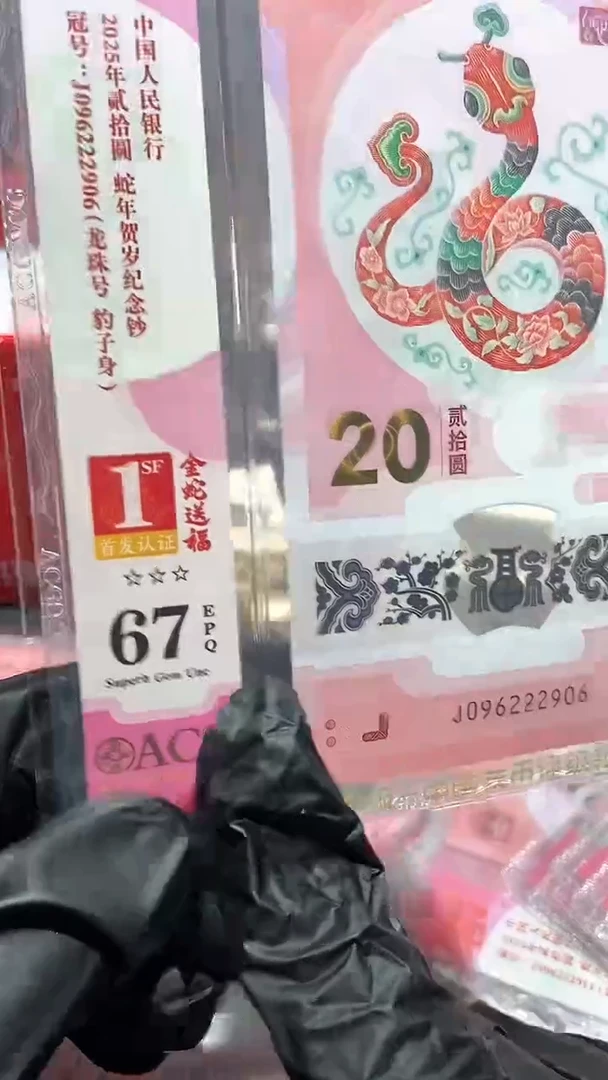 中国人民银行
2025年贰拾圆 蛇年贺岁纪念钞
冠号：J096222906（龙珠号 豹子身）
1SF
首发认证
金蛇送福
67
EPQ
Superb Gem Unc
AC
20
贰拾圆
J096222906